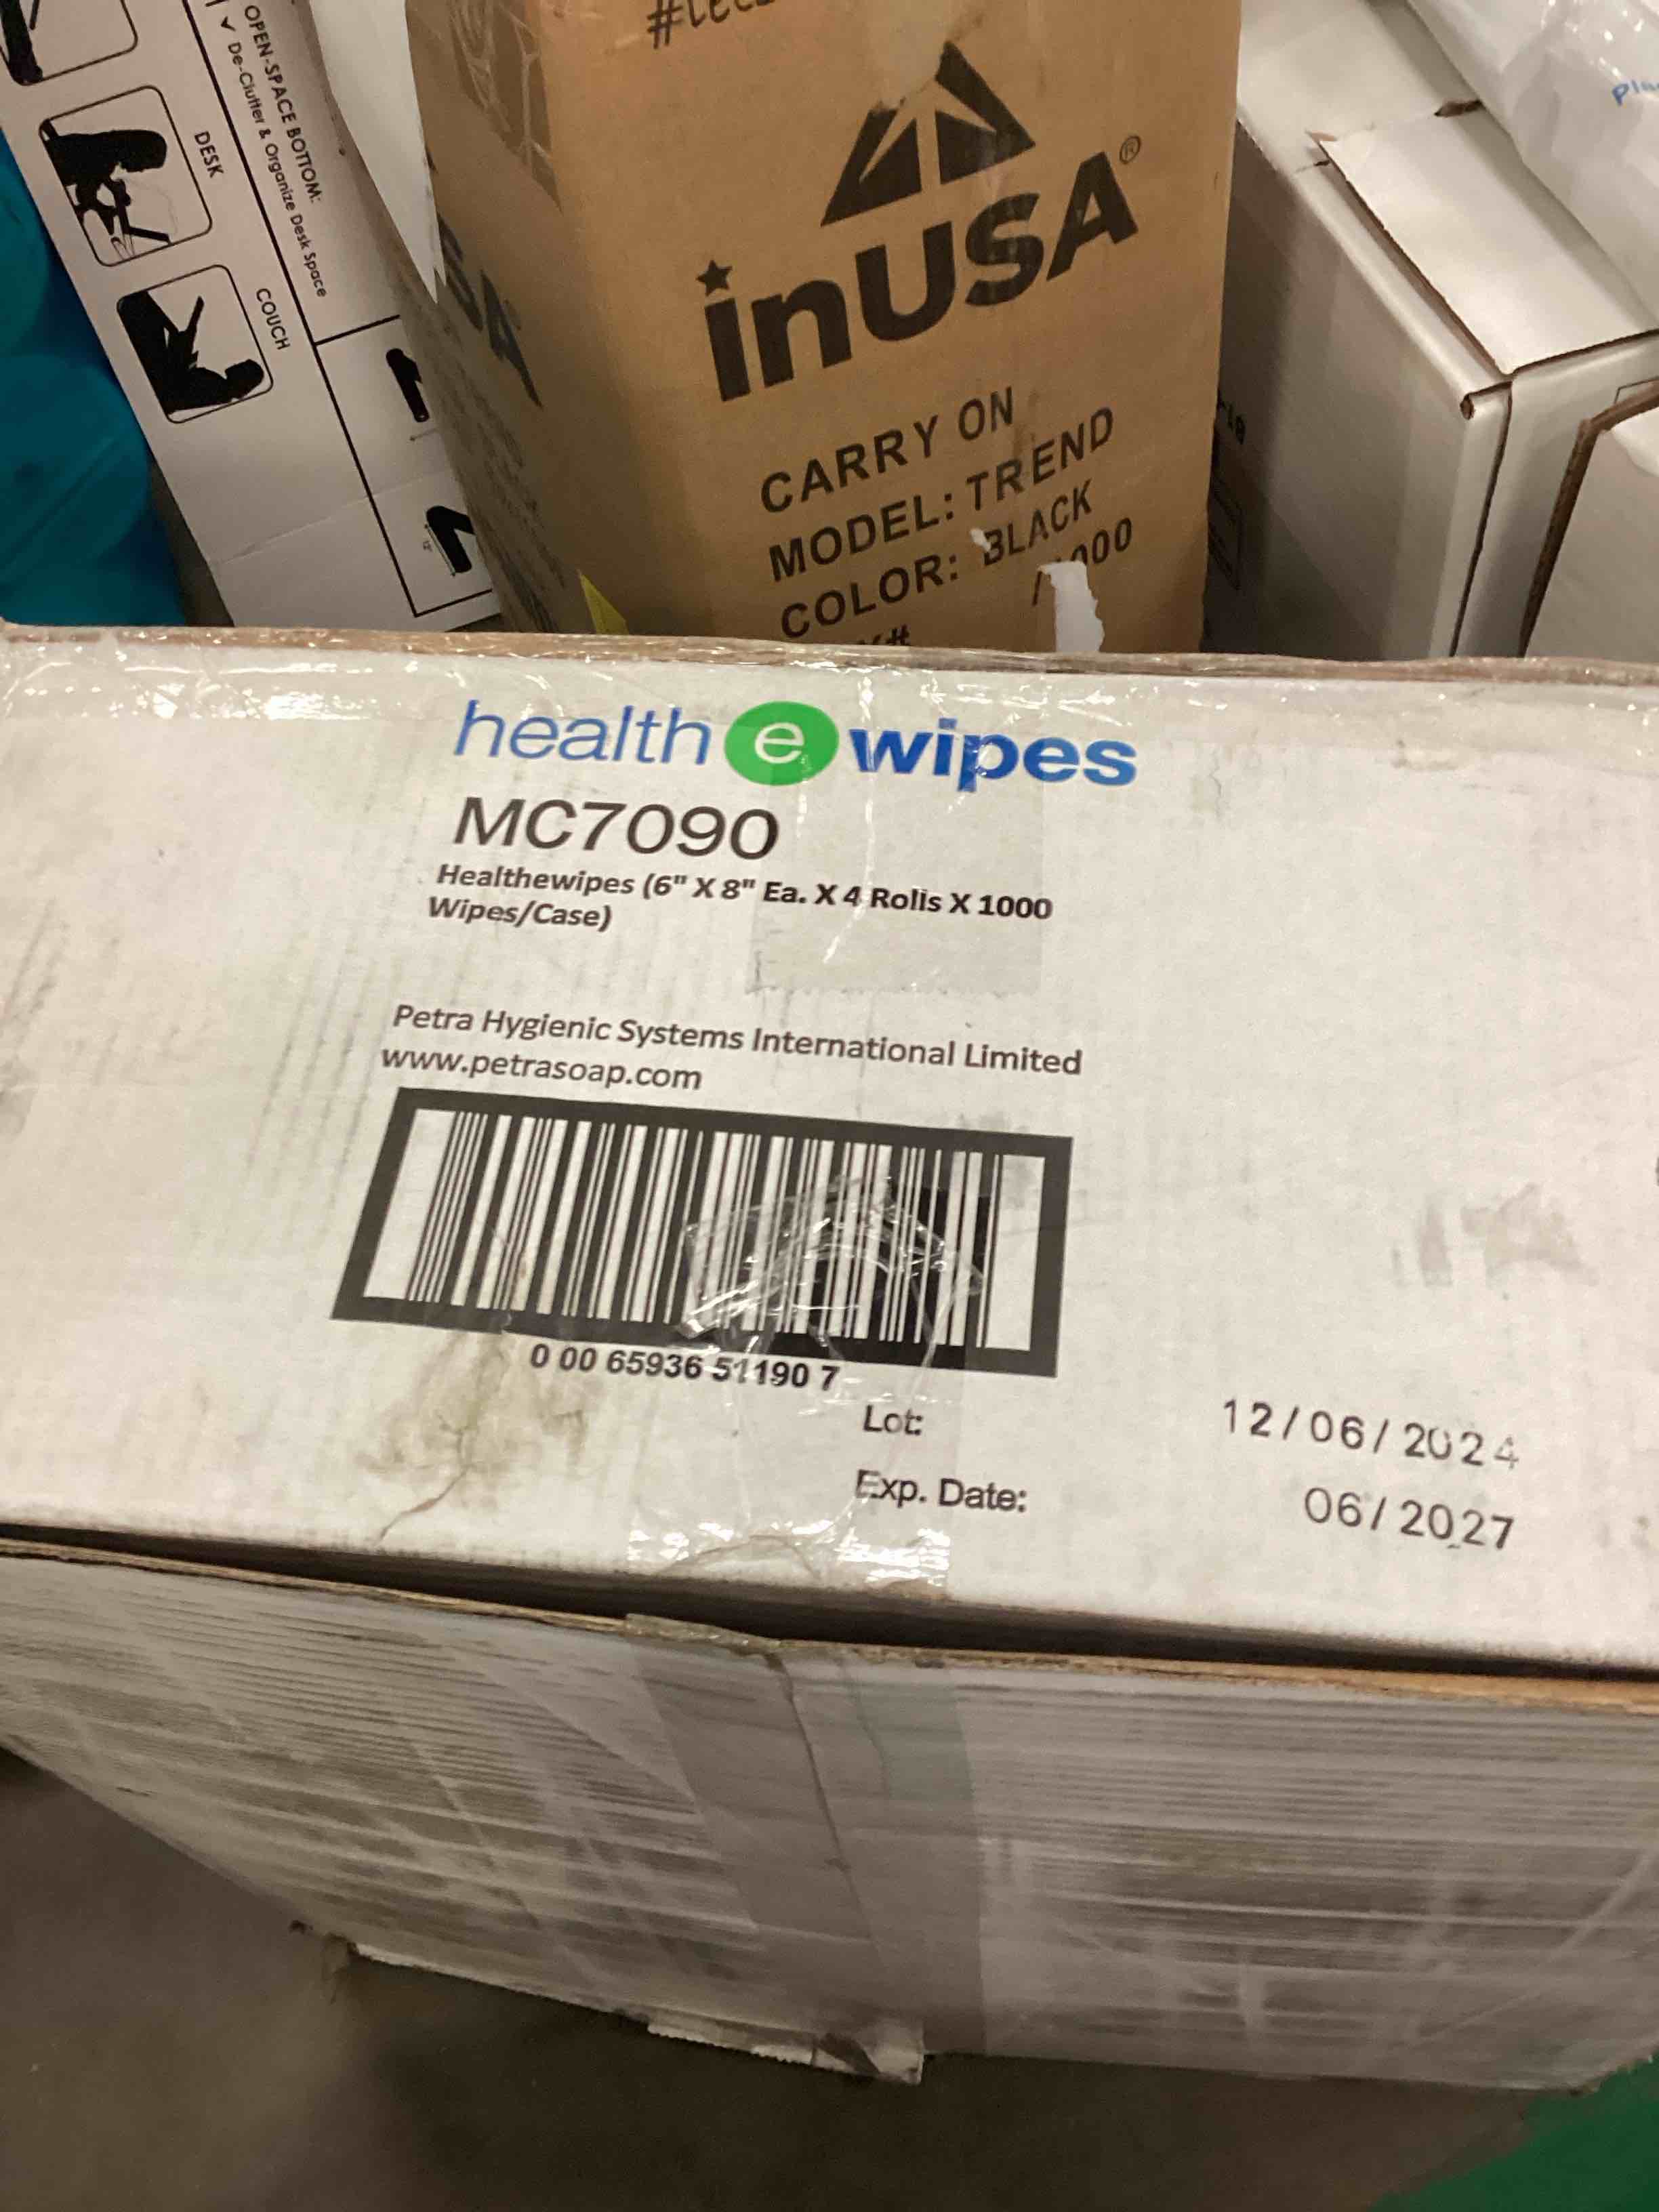 OPEN-SPACE BOTTOM:
✓ De-Clutter & Organize Desk Space
DESK
COUCH
12"
inUSA®
CARRY ON
MODEL: TREND
COLOR: BLACK
health e wipes
MC7090
Healthewipes (6" X 8" Ea. X 4 Rolls X 1000
Wipes/Case)
Petra Hygienic Systems International Limited
www.petrasoap.com
0 00 65936 51190 7
Lot: 12/06/2024
Exp. Date: 06/2027